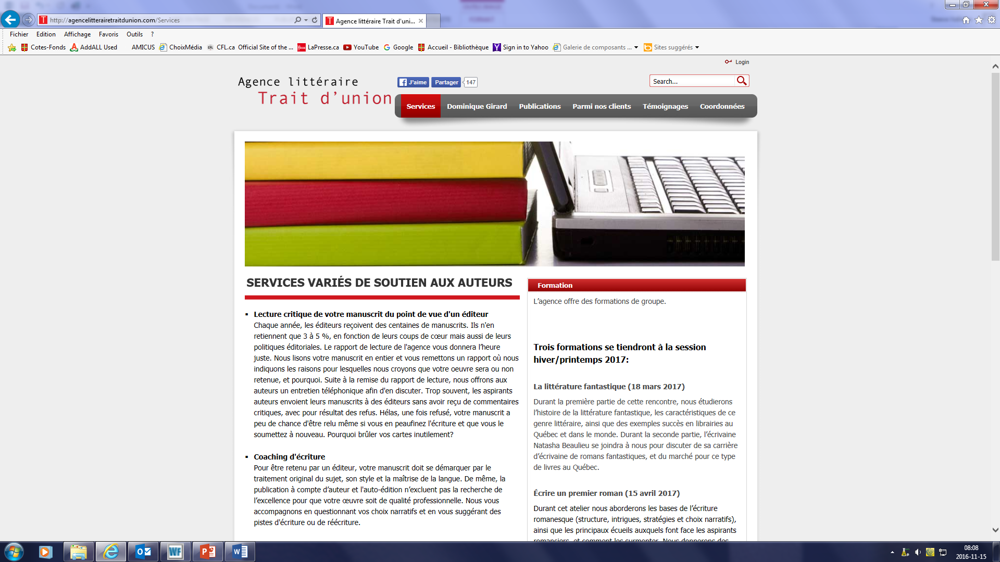 http://agencelitterairetraitdunion.com/Services
Agence littéraire Trait d'uni...
Fichier Edition Affichage Favoris Outils ?
Cotes-Fonds AddALL Used AMICUS ChoixMédia CFL.ca Official Site of the ... LaPresse.ca YouTube Google Accueil - Bibliothèque Sign in to Yahoo Galerie de composants ... Sites suggérés
Login
Agence littéraire
Trait d'union
J'aime Partager 147
Search...
Services Dominique Girard Publications Parmi nos clients Témoignages Coordonnées
SERVICES VARIÉS DE SOUTIEN AUX AUTEURS
▪ Lecture critique de votre manuscrit du point de vue d'un éditeur
Chaque année, les éditeurs reçoivent des centaines de manuscrits. Ils n'en
retiennent que 3 à 5 %, en fonction de leurs coups de cœur mais aussi de leurs
politiques éditoriales. Le rapport de lecture de l'agence vous donnera l'heure
juste. Nous lisons votre manuscrit en entier et vous remettons un rapport où nous
indiquons les raisons pour lesquelles nous croyons que votre oeuvre sera ou non
retenue, et pourquoi. Suite à la remise du rapport de lecture, nous offrons aux
auteurs un entretien téléphonique afin d'en discuter. Trop souvent, les aspirants
auteurs envoient leurs manuscrits à des éditeurs sans avoir reçu de commentaires
critiques, avec pour résultat des refus. Hélas, une fois refusé, votre manuscrit a
peu de chance d'être relu même si vous en peaufinez l'écriture et que vous le
soumettez à nouveau. Pourquoi brûler vos cartes inutilement?
▪ Coaching d'écriture
Pour être retenu par un éditeur, votre manuscrit doit se démarquer par le
traitement original du sujet, son style et la maîtrise de la langue. De même, la
publication à compte d'auteur et l'auto-édition n'excluent pas la recherche de
l'excellence pour que votre œuvre soit de qualité professionnelle. Nous vous
accompagnons en questionnant vos choix narratifs et en vous suggérant des
pistes d'écriture ou de réécriture.
Formation
L'agence offre des formations de groupe.
Trois formations se tiendront à la session
hiver/printemps 2017:
La littérature fantastique (18 mars 2017)
Durant la première partie de cette rencontre, nous étudierons
l'histoire de la littérature fantastique, les caractéristiques de ce
genre littéraire, ainsi que des exemples succès en librairies au
Québec et dans le monde. Durant la seconde partie, l'écrivaine
Natasha Beaulieu se joindra à nous pour discuter de sa carrière
d'écrivaine de romans fantastiques, et du marché pour ce type
de livres au Québec.
Écrire un premier roman (15 avril 2017)
Durant cet atelier nous aborderons les bases de l'écriture
romanesque (structure, intrigues, stratégies et choix narratifs),
ainsi que les principaux écueils auxquels font face les aspirants
romanciers, et comment les surmonter. Nous donnerons des
08:08
2016-11-15